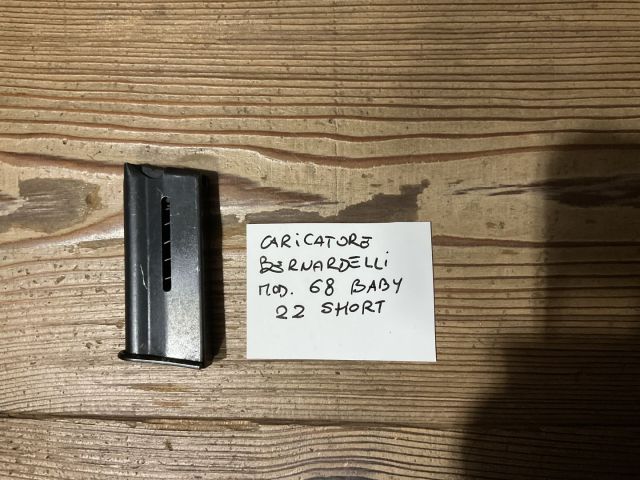 CARiCATORE
BERNARDELLi
MOD. 68 BABY
22 SHORT